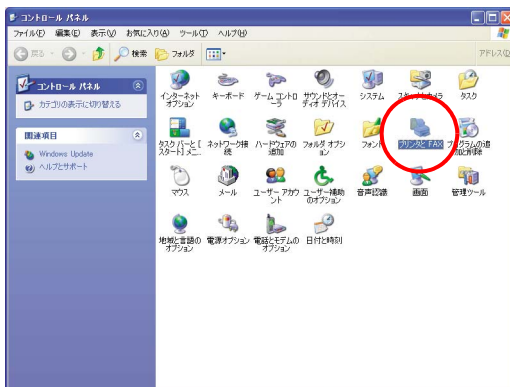 コントロール パネル
ファイル(F) 編集(E) 表示(V) お気に入り(A) ツール(T) ヘルプ(H)
戻る 検索 フォルダ アドレス(D)
コントロール パネル
カテゴリの表示に切り替える
関連項目
Windows Update
ヘルプとサポート
インターネット
オプション
キーボード
ゲーム コントロ
ーラ
サウンドとオー
ディオ デバイス
システム
タスク
タスク バーと [
スタート] メニ...
ネットワーク接
続
ハードウェアの
追加
フォルダ オプシ
ョン
フォント
プリンタと FAX
プログラムの追
加と削除
マウス
メール
ユーザー アカウ
ント
ユーザー補助
のオプション
音声認識
画面
管理ツール
地域と言語の
オプション
電源オプション
電話とモデムの
オプション
日付と時刻